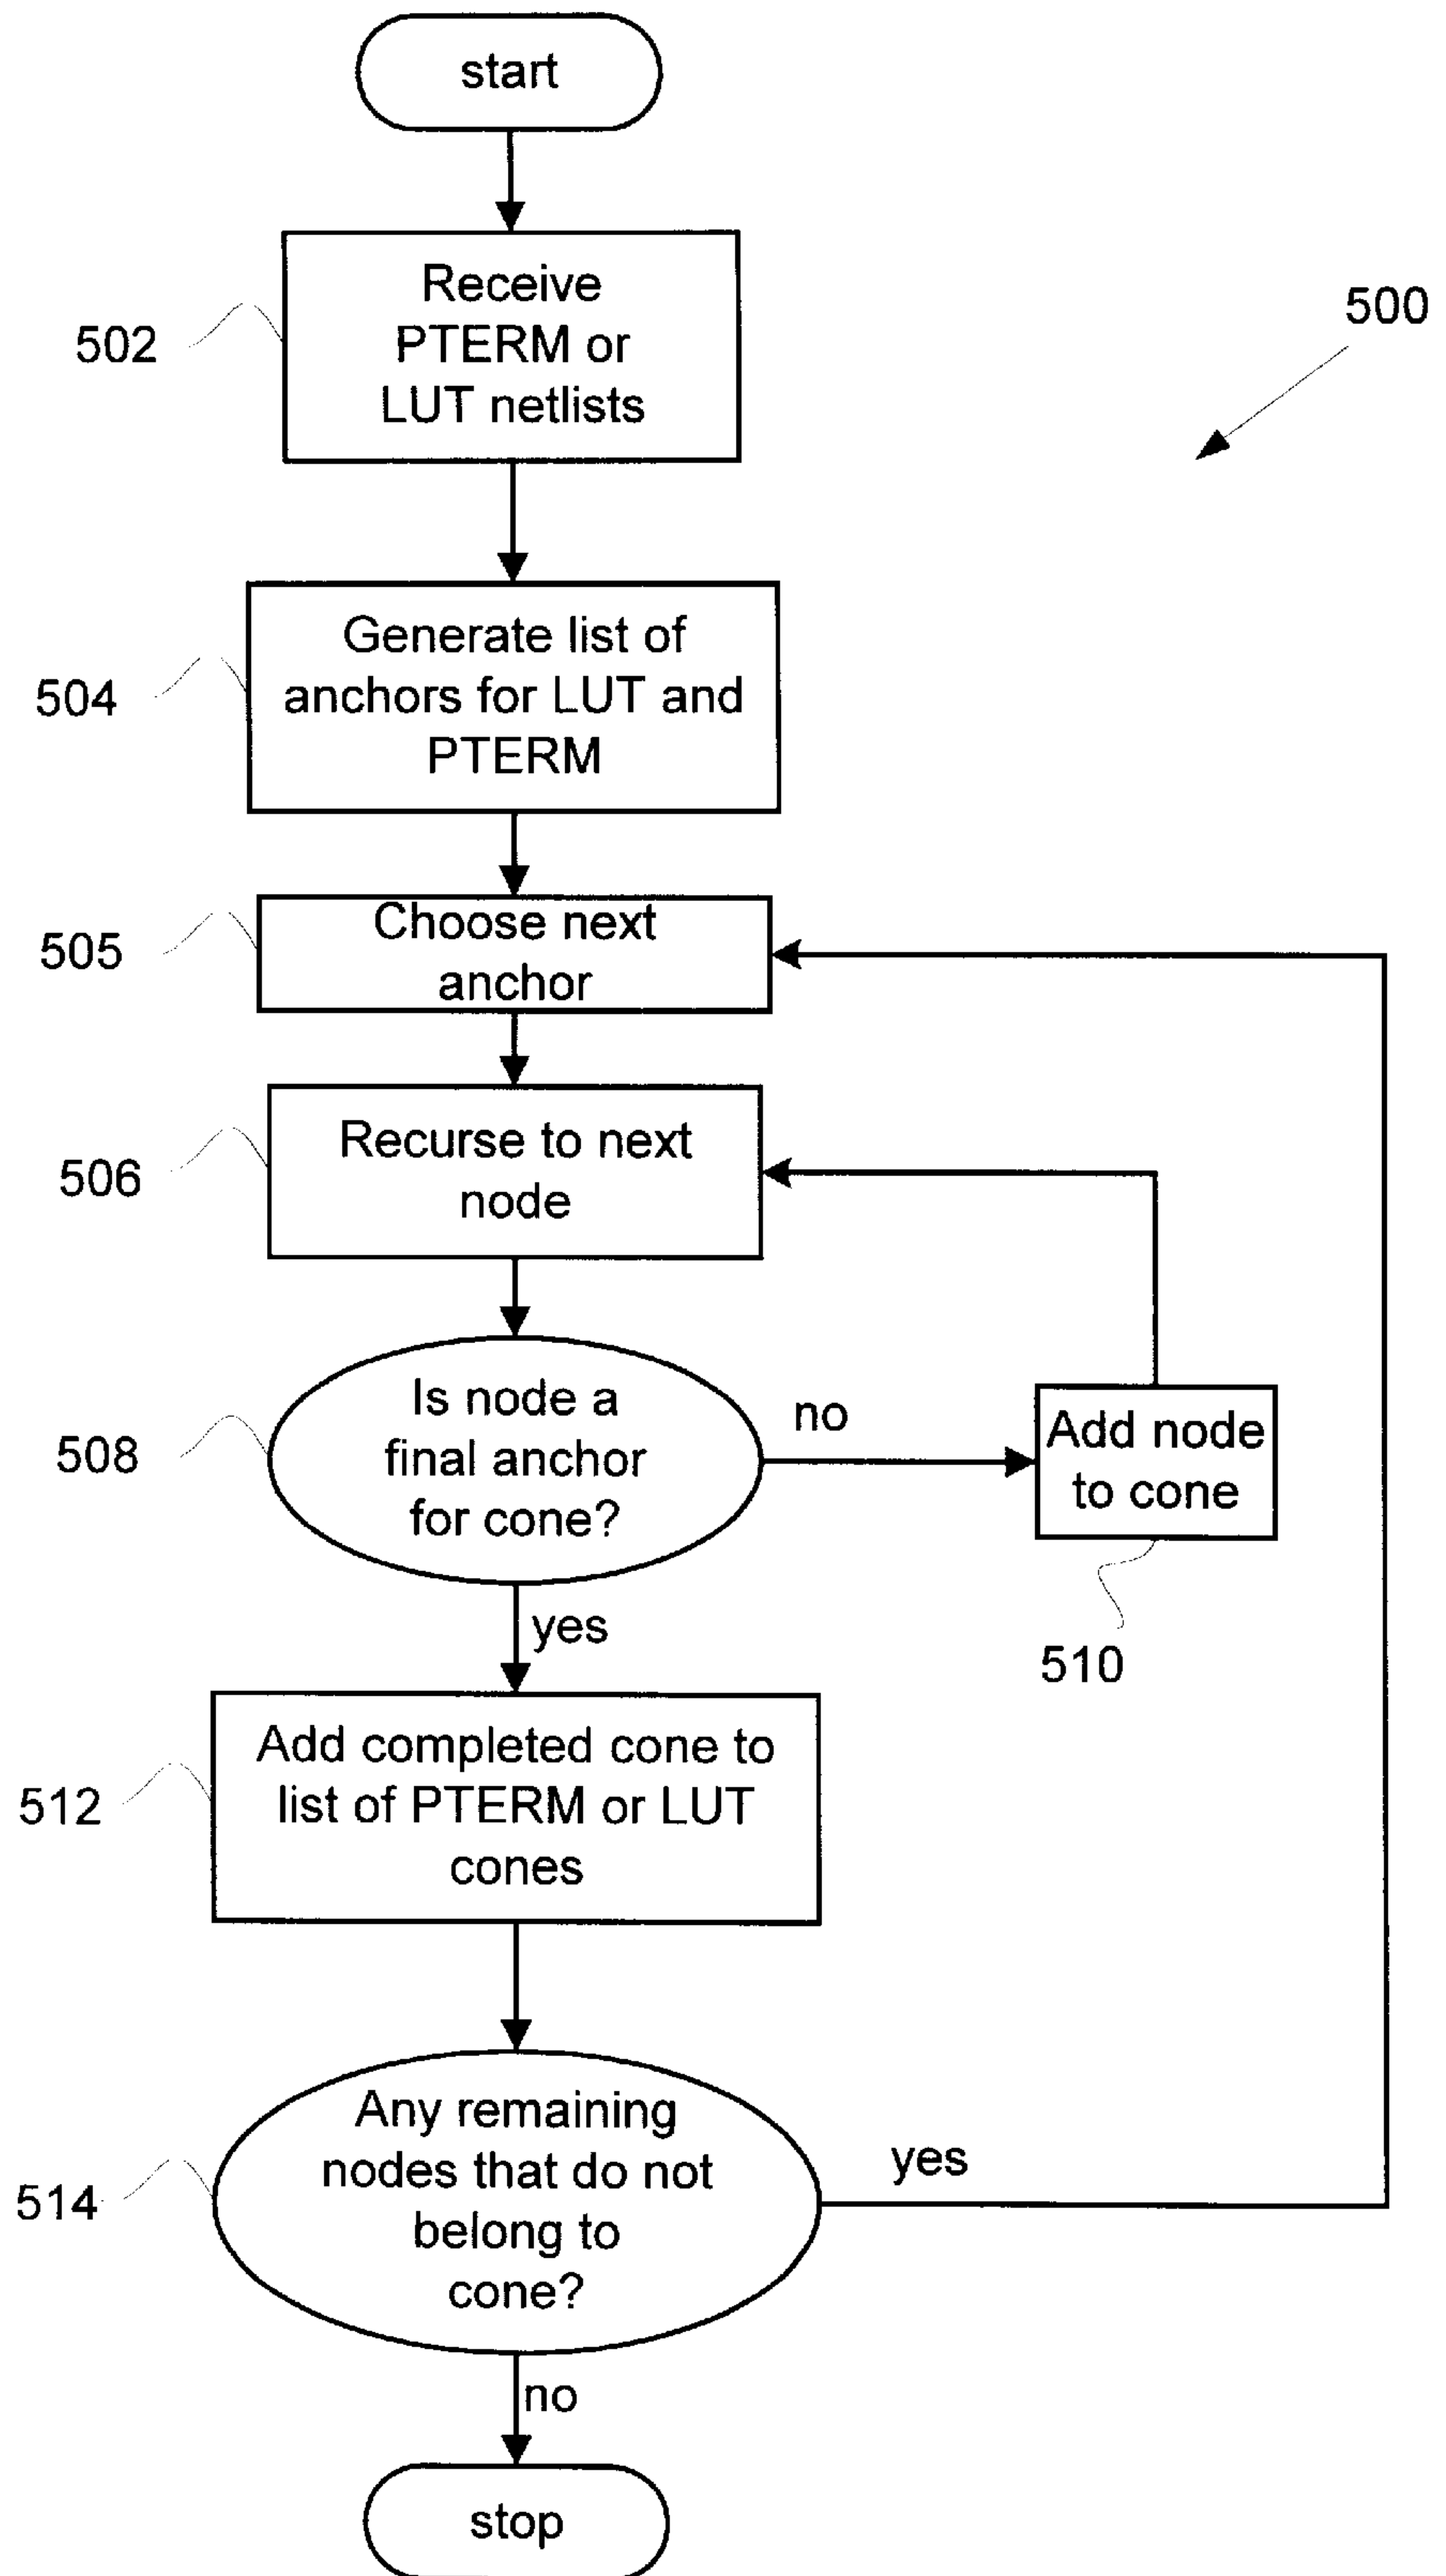 start
Receive
PTERM or
LUT netlists
502
500
Generate list of
anchors for LUT and
PTERM
504
Choose next
anchor
505
Recurse to next
node
506
Is node a
final anchor
for cone?
508
no
Add node
to cone
510
yes
Add completed cone to
list of PTERM or LUT
cones
512
Any remaining
nodes that do not
belong to
cone?
514
yes
no
stop